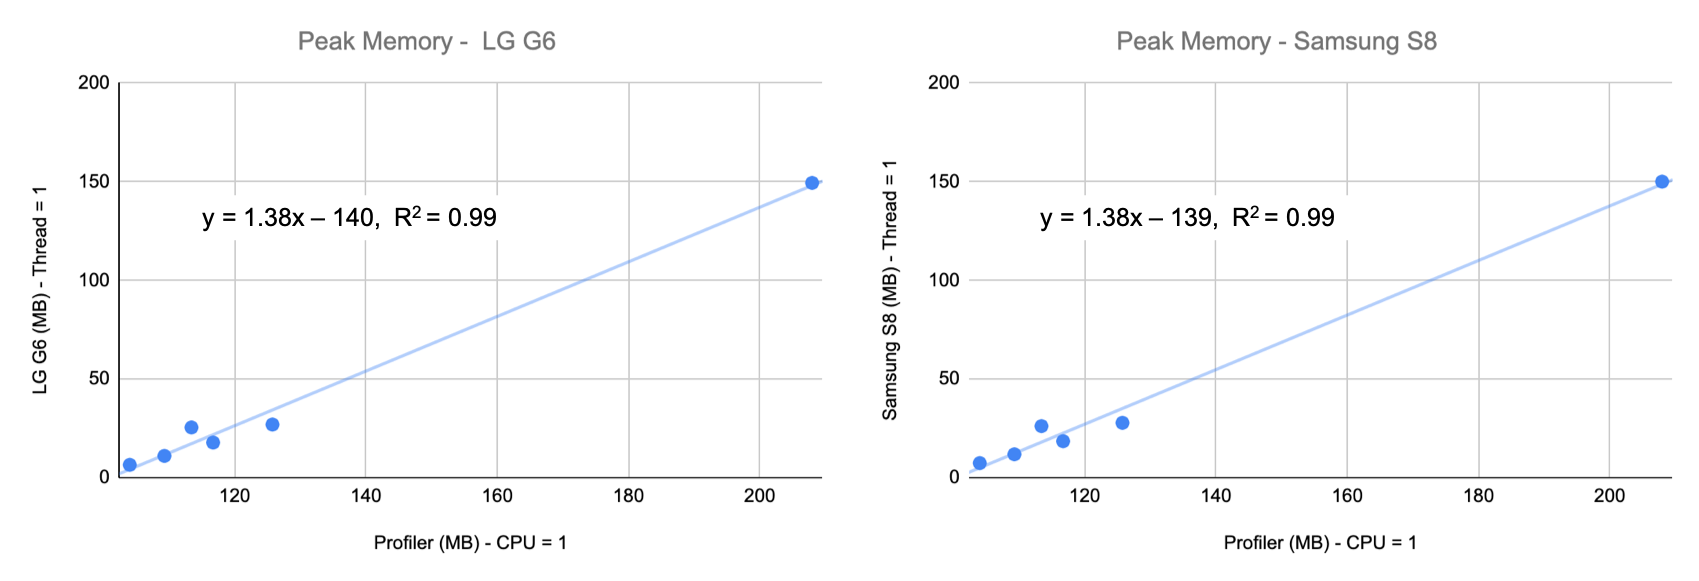 Peak Memory -  LG G6
200
150
100
50
0
120 140 160 180 200
LG G6 (MB) - Thread = 1
Profiler (MB) - CPU = 1
y = 1.38x – 140,  R² = 0.99
Peak Memory - Samsung S8
200
150
100
50
0
120 140 160 180 200
Samsung S8 (MB) - Thread = 1
Profiler (MB) - CPU = 1
y = 1.38x – 139,  R² = 0.99